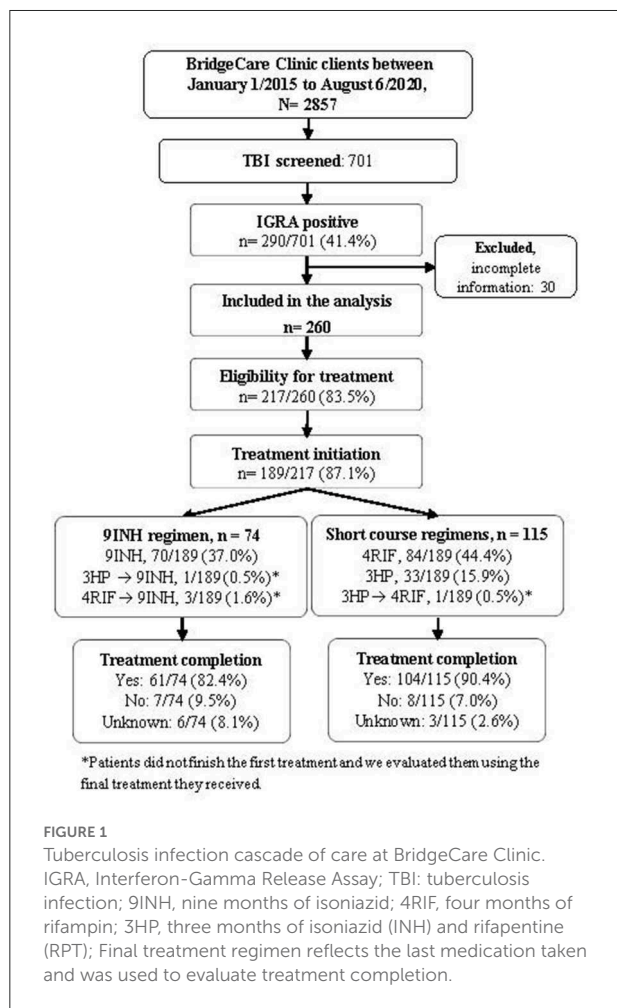 BridgeCare Clinic clients between
January 1/2015 to August 6/2020,
N= 2857
TBI screened: 701
IGRA positive
n= 290/701 (41.4%)
Excluded,
incomplete
information: 30
Included in the analysis
n= 260
Eligibility for treatment
n= 217/260 (83.5%)
Treatment initiation
n= 189/217 (87.1%)
9INH regimen, n = 74
9INH, 70/189 (37.0%)
3HP → 9INH, 1/189 (0.5%)*
4RIF → 9INH, 3/189 (1.6%)*
Short course regimens, n = 115
4RIF, 84/189 (44.4%)
3HP, 33/189 (15.9%)
3HP → 4RIF, 1/189 (0.5%)*
Treatment completion
Yes: 61/74 (82.4%)
No: 7/74 (9.5%)
Unknown: 6/74 (8.1%)
Treatment completion
Yes: 104/115 (90.4%)
No: 8/115 (7.0%)
Unknown: 3/115 (2.6%)
*Patients did not finish the first treatment and we evaluated them using the
final treatment they received.
FIGURE 1
Tuberculosis infection cascade of care at BridgeCare Clinic.
IGRA, Interferon-Gamma Release Assay; TBI: tuberculosis
infection; 9INH, nine months of isoniazid; 4RIF, four months of
rifampin; 3HP, three months of isoniazid (INH) and rifapentine
(RPT); Final treatment regimen reflects the last medication taken
and was used to evaluate treatment completion.